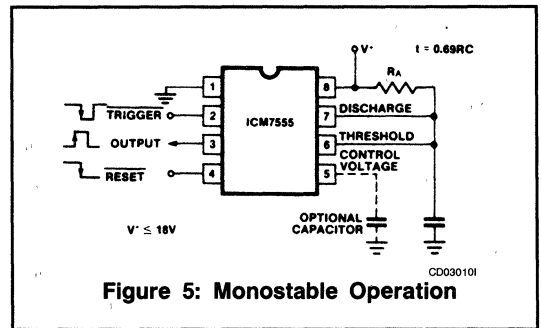 V+
t = 0.69RC
RA
ICM7555
1
8
TRIGGER
2
7
DISCHARGE
OUTPUT
3
6
THRESHOLD
RESET
4
5
CONTROL
VOLTAGE
OPTIONAL
CAPACITOR
V+ ≤ 18V
CD03010I
Figure 5: Monostable Operation